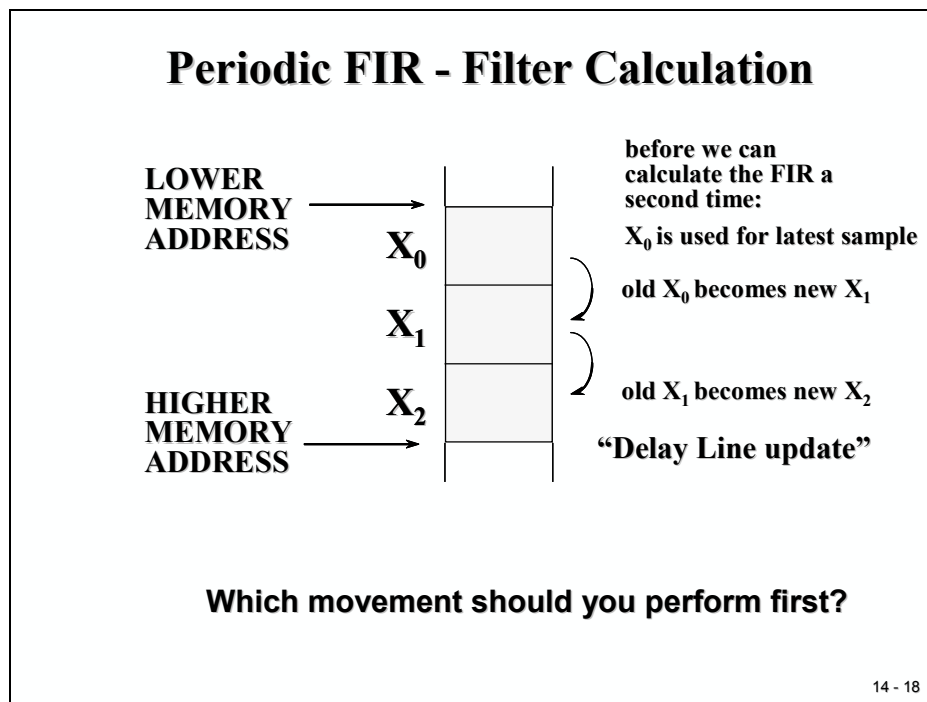 Periodic FIR - Filter Calculation
LOWER
MEMORY
ADDRESS
X₀
X₁
X₂
HIGHER
MEMORY
ADDRESS
before we can
calculate the FIR a
second time:
X₀ is used for latest sample
old X₀ becomes new X₁
old X₁ becomes new X₂
“Delay Line update”
Which movement should you perform first?
14 - 18